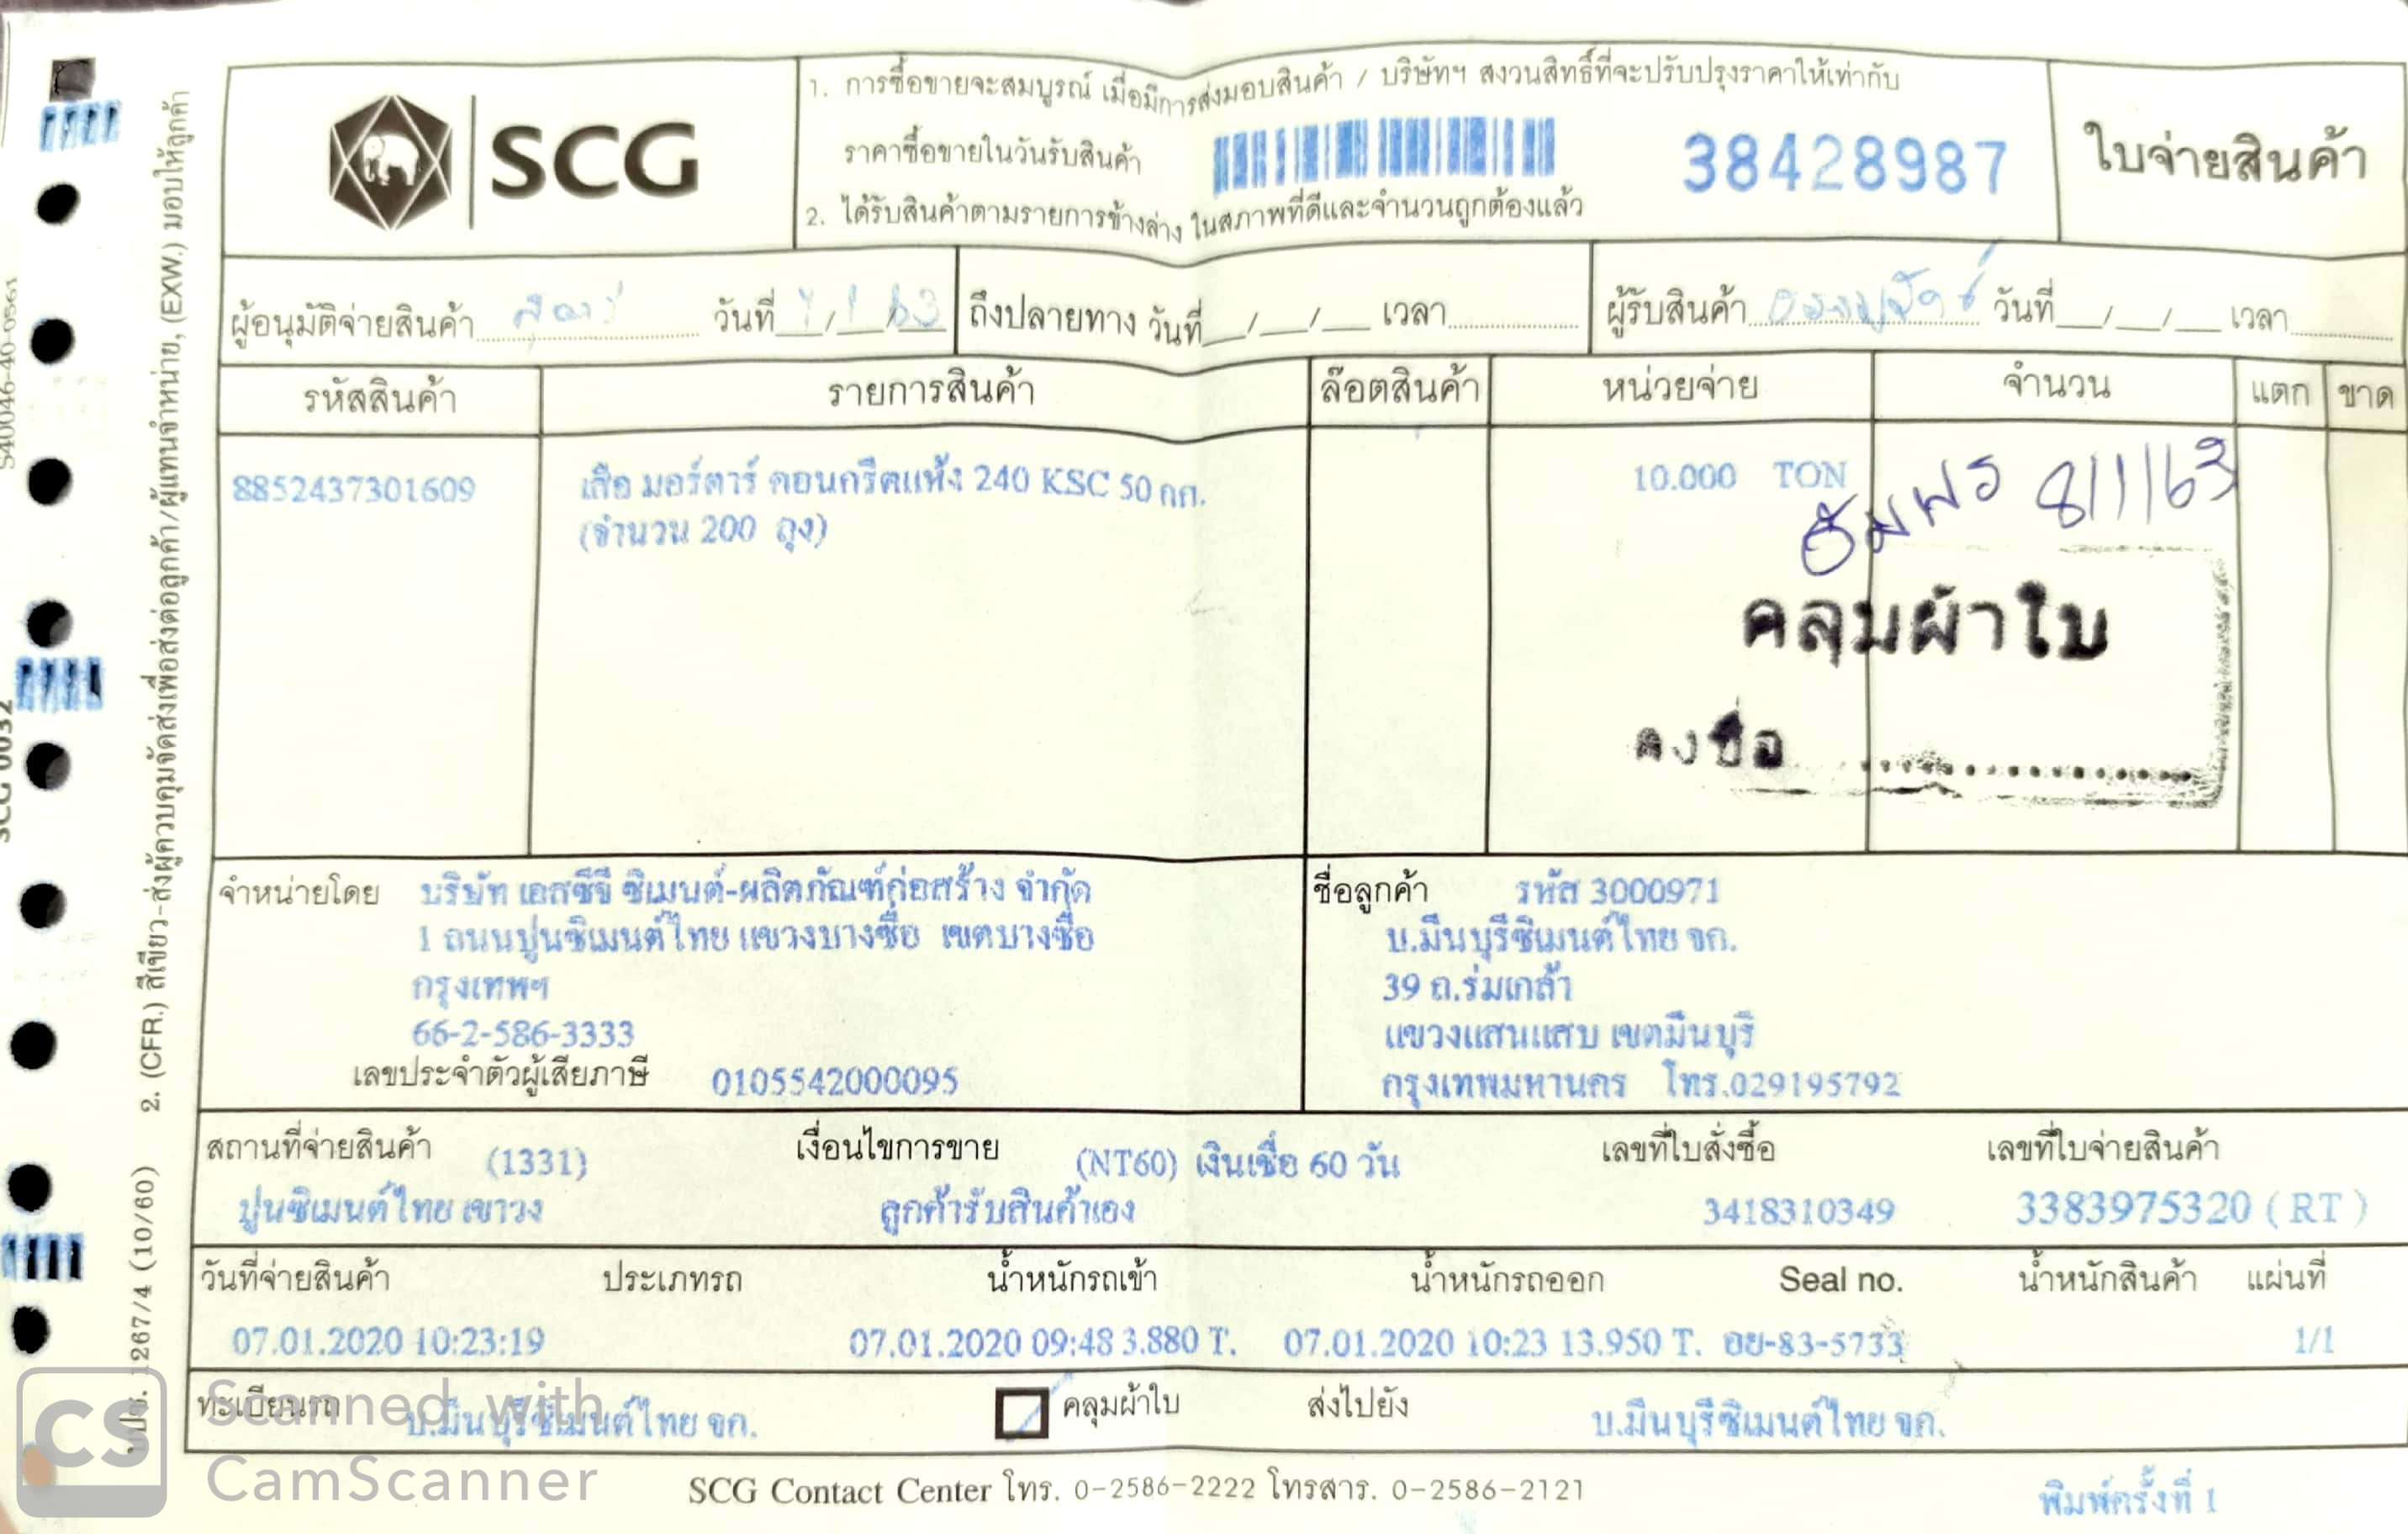 SCG
1. การซื้อขายจะสมบูรณ์ เมื่อมีการส่งมอบสินค้า / บริษัทฯ สงวนสิทธิ์ที่จะปรับปรุงราคาให้เท่ากับ
ราคาซื้อขายในวันรับสินค้า
38428987
2. ได้รับสินค้าตามรายการข้างล่าง ในสภาพที่ดีและจำนวนถูกต้องแล้ว
ใบจ่ายสินค้า
ผู้อนุมัติจ่ายสินค้า วันที่ / / 63 ถึงปลายทาง วันที่ / / เวลา ผู้รับสินค้า วันที่ / / เวลา
รหัสสินค้า รายการสินค้า ล๊อตสินค้า หน่วยจ่าย จำนวน แตก ขาด
8852437301609 เสือ มอร์ตาร์ คอนกรีตแห้ง 240 KSC 50 กก. 10.000 TON
(จำนวน 200 ถุง)
8/1/63
คลุมผ้าใบ
ลงชื่อ
จำหน่ายโดย บริษัท เอสซีจี ซิเมนต์-ผลิตภัณฑ์ก่อสร้าง จำกัด
1 ถนนปูนซิเมนต์ไทย แขวงบางซื่อ เขตบางซื่อ
กรุงเทพฯ
66-2-586-3333
เลขประจำตัวผู้เสียภาษี 0105542000095
ชื่อลูกค้า รหัส 3000971
บ.มีนบุรีซิเมนต์ไทย จก.
39 ถ.ร่มเกล้า
แขวงแสนแสบ เขตมีนบุรี
กรุงเทพมหานคร โทร.029195792
สถานที่จ่ายสินค้า (1331) เงื่อนไขการขาย (NT60) เงินเชื่อ 60 วัน เลขที่ใบสั่งซื้อ เลขที่ใบจ่ายสินค้า
ปูนซิเมนต์ไทย เขาวง ลูกค้ารับสินค้าเอง 3418310349 3383975320 ( RT )
วันที่จ่ายสินค้า ประเภทรถ น้ำหนักรถเข้า น้ำหนักรถออก Seal no. น้ำหนักสินค้า แผ่นที่
07.01.2020 10:23:19 07.01.2020 09:48 3.880 T. 07.01.2020 10:23 13.950 T. อย-83-5733 1/1
ทะเบียนรถ บ.มีนบุรีซิเมนต์ไทย จก. คลุมผ้าใบ ส่งไปยัง บ.มีนบุรีซิเมนต์ไทย จก.
SCG Contact Center โทร. 0-2586-2222 โทรสาร. 0-2586-2121
พิมพ์ครั้งที่ 1
2. (CFR.) สีเขียว-ส่งผู้ควบคุมจัดส่งเพื่อส่งต่อลูกค้า/ผู้แทนจำหน่าย, (EXW.) มอบให้ลูกค้า
1267/4 (10/60)
SCG 0032
CS
Scanned with
CamScanner